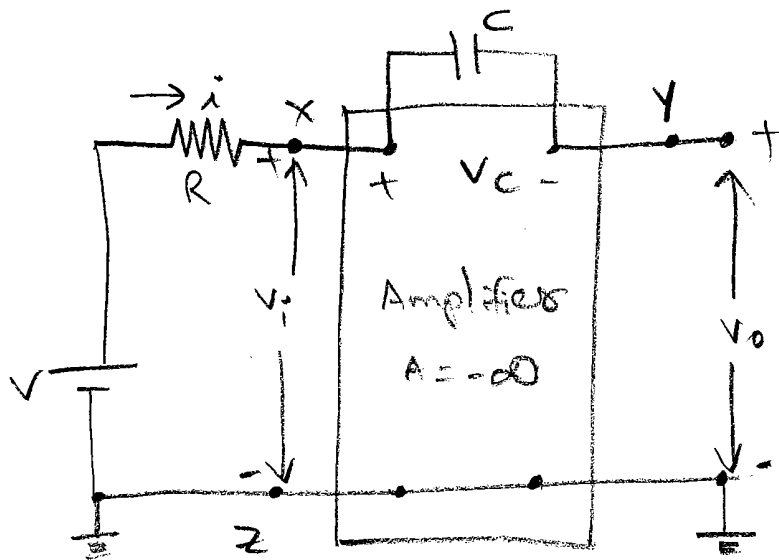 C
i
X
Y
+
+
R
+
Vc -
Vi
Amplifier
A = -∞
Vo
V
-
-
Z